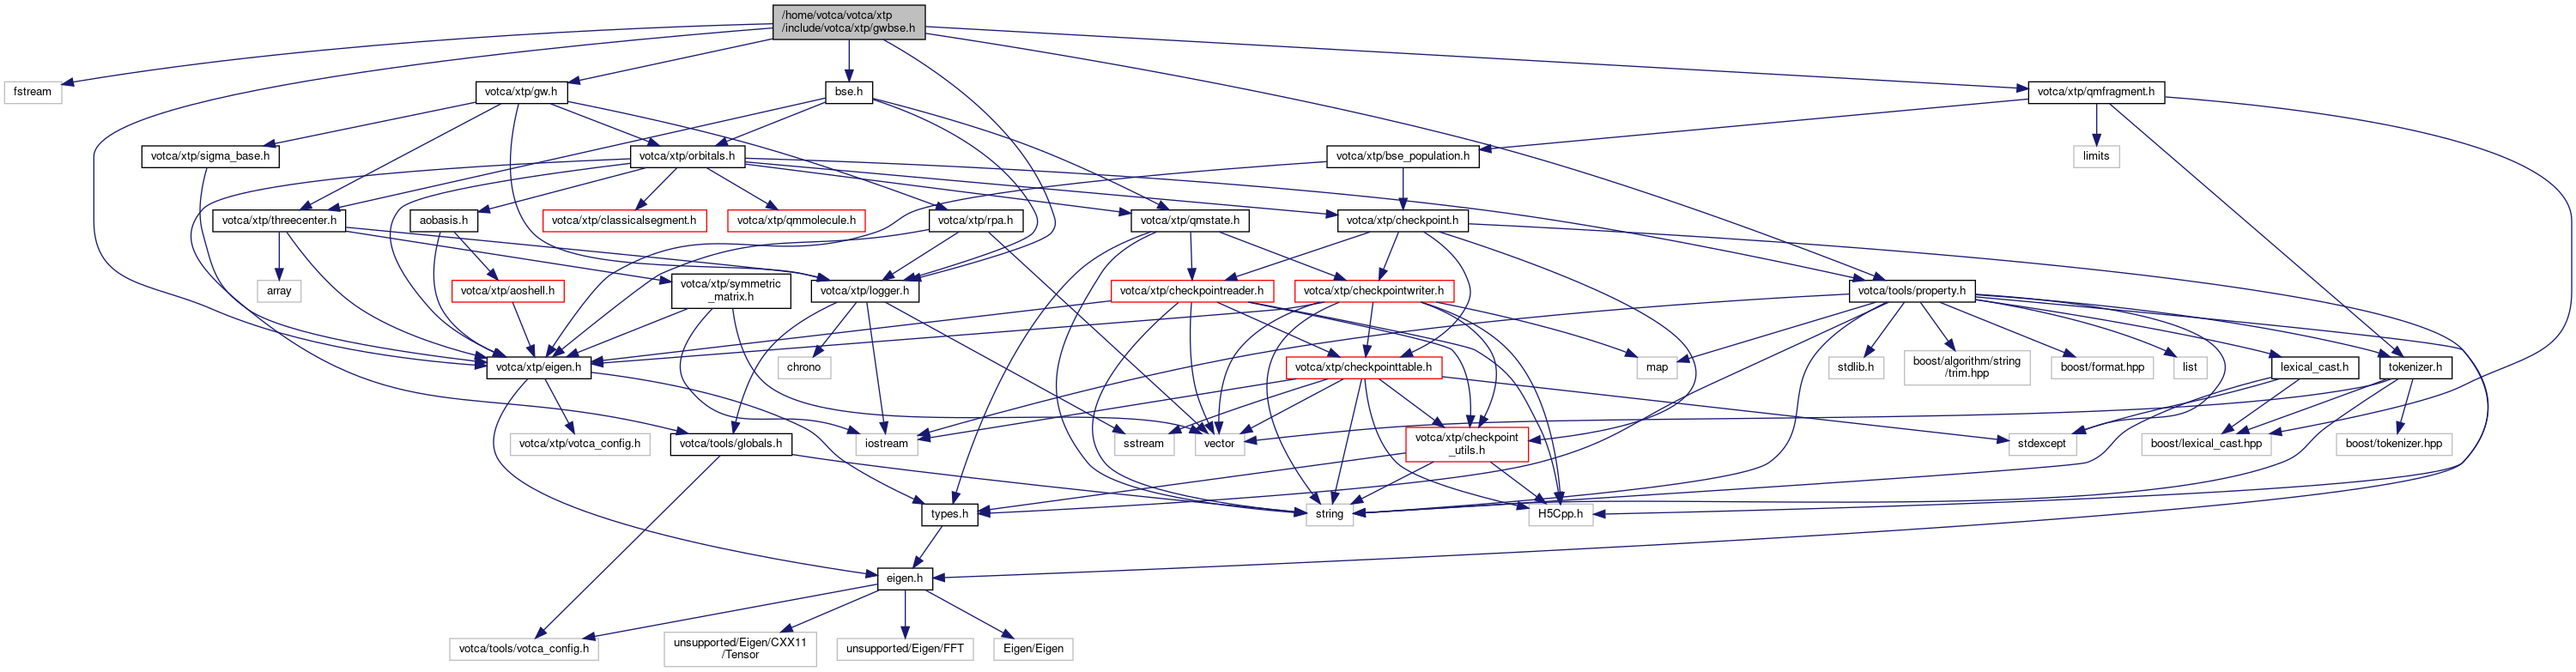 /home/votca/votca/xtp
/include/votca/xtp/gwbse.h
fstream
votca/xtp/gw.h
bse.h
votca/xtp/qmfragment.h
votca/xtp/sigma_base.h
votca/xtp/orbitals.h
votca/xtp/bse_population.h
limits
votca/xtp/threecenter.h
aobasis.h
votca/xtp/classicalsegment.h
votca/xtp/qmmolecule.h
votca/xtp/rpa.h
votca/xtp/qmstate.h
votca/xtp/checkpoint.h
array
votca/xtp/aoshell.h
votca/xtp/symmetric
_matrix.h
votca/xtp/logger.h
votca/xtp/checkpointreader.h
votca/xtp/checkpointwriter.h
votca/tools/property.h
votca/xtp/eigen.h
chrono
votca/xtp/checkpointtable.h
map
stdlib.h
boost/algorithm/string
/trim.hpp
boost/format.hpp
list
lexical_cast.h
tokenizer.h
votca/xtp/votca_config.h
votca/tools/globals.h
iostream
sstream
vector
votca/xtp/checkpoint
_utils.h
stdexcept
boost/lexical_cast.hpp
boost/tokenizer.hpp
types.h
string
H5Cpp.h
eigen.h
votca/tools/votca_config.h
unsupported/Eigen/CXX11
/Tensor
unsupported/Eigen/FFT
Eigen/Eigen